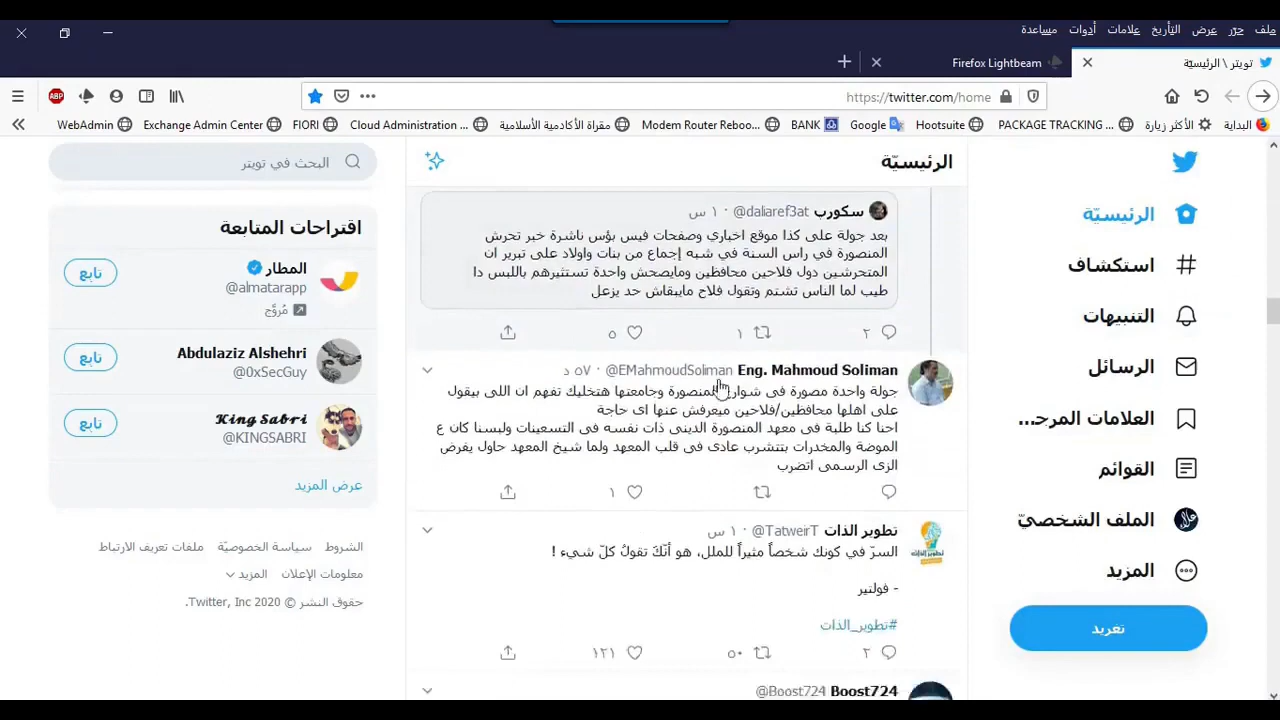 ملف
حرّر
عرض
التأريخ
علامات
أدوات
مساعدة
تويتر \ الرئيسيّة
Firefox Lightbeam
https://twitter.com/home
ABP
البداية
الأكثر زيارة
PACKAGE TRACKING ...
Hootsuite
Google
BANK
Modem Router Reboo...
مقراة الأكاديمية الأسلامية
Cloud Administration ...
FIORI
Exchange Admin Center
WebAdmin
الرئيسيّة
استكشاف
التنبيهات
الرسائل
العلامات المرجـ...
القوائم
الملف الشخصيّ
المزيد
تغريد
الرئيسيّة
سكورب @daliaref3at · ١ س
بعد جولة على كذا موقع اخباري وصفحات فيس بؤس ناشرة خبر تحرش
المنصورة في راس السنة في شبه إجماع من بنات واولاد على تبرير ان
المتحرشين دول فلاحين محافظين ومايصحش واحدة تستثيرهم باللبس دا
طيب لما الناس تشتم وتقول فلاح مايبقاش حد يزعل
٢ ١ ٥
Eng. Mahmoud Soliman @EMahmoudSoliman ٥٧ د
جولة واحدة مصورة فى شوارع المنصورة وجامعتها هتخليك تفهم ان اللى بيقول
على اهلها محافظين/فلاحين ميعرفش عنها اى حاجة
احنا كنا طلبة فى معهد المنصورة الدينى ذات نفسه فى التسعينات ولبسنا كان ع
الموضة والمخدرات بتتشرب عادى فى قلب المعهد ولما شيخ المعهد حاول يفرض
الزى الرسمى اتضرب
١
تطوير الذات @TatweirT · ١ س
السرّ في كونك شخصاً مثيراً للملل، هو أنّكَ تقولُ كلّ شيء !
- فولتير
#تطوير_الذات
٢ ٥٠ ١٢١
Boost724 @Boost724
البحث في تويتر
اقتراحات المتابعة
المطار
@almatarapp
مُروَّج
تابع
Abdulaziz Alshehri
@0xSecGuy
تابع
King Sabri
@KINGSABRI
تابع
عرض المزيد
الشروط سياسة الخصوصيّة ملفات تعريف الارتباط
معلومات الإعلان المزيد
حقوق النشر © 2020 Twitter, Inc.